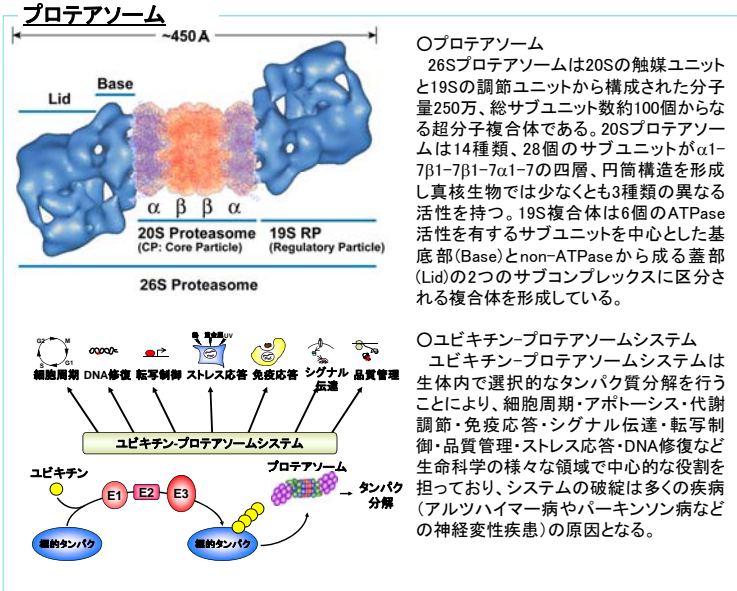 プロテアソーム
~450Å
Base
Lid
α β β α
20S Proteasome
(CP: Core Particle)
19S RP
(Regulatory Particle)
26S Proteasome
○プロテアソーム
26Sプロテアソームは20Sの触媒ユニット
と19Sの調節ユニットから構成された分子
量250万、総サブユニット数約100個からな
る超分子複合体である。20Sプロテアソー
ムは14種類、28個のサブユニットがα1-
7β1-7β1-7α1-7の四層、円筒構造を形成
し真核生物では少なくとも3種類の異なる
活性を持つ。19S複合体は6個のATPase
活性を有するサブユニットを中心とした基
底部(Base)とnon-ATPaseから成る蓋部
(Lid)の2つのサブコンプレックスに区分さ
れる複合体を形成している。
○ユビキチン-プロテアソームシステム
ユビキチン-プロテアソームシステムは
生体内で選択的なタンパク質分解を行う
ことにより、細胞周期・アポトーシス・代謝
調節・免疫応答・シグナル伝達・転写制
御・品質管理・ストレス応答・DNA修復など
生命科学の様々な領域で中心的な役割を
担っており、システムの破綻は多くの疾病
(アルツハイマー病やパーキンソン病など
の神経変性疾患)の原因となる。
G2 M
S G1
重金属 UV
細胞周期 DNA修復 転写制御 ストレス応答 免疫応答 シグナル
伝達 品質管理
ユビキチン-プロテアソームシステム
ユビキチン
E1 E2 E3
プロテアソーム
タンパク
分解
標的タンパク
標的タンパク